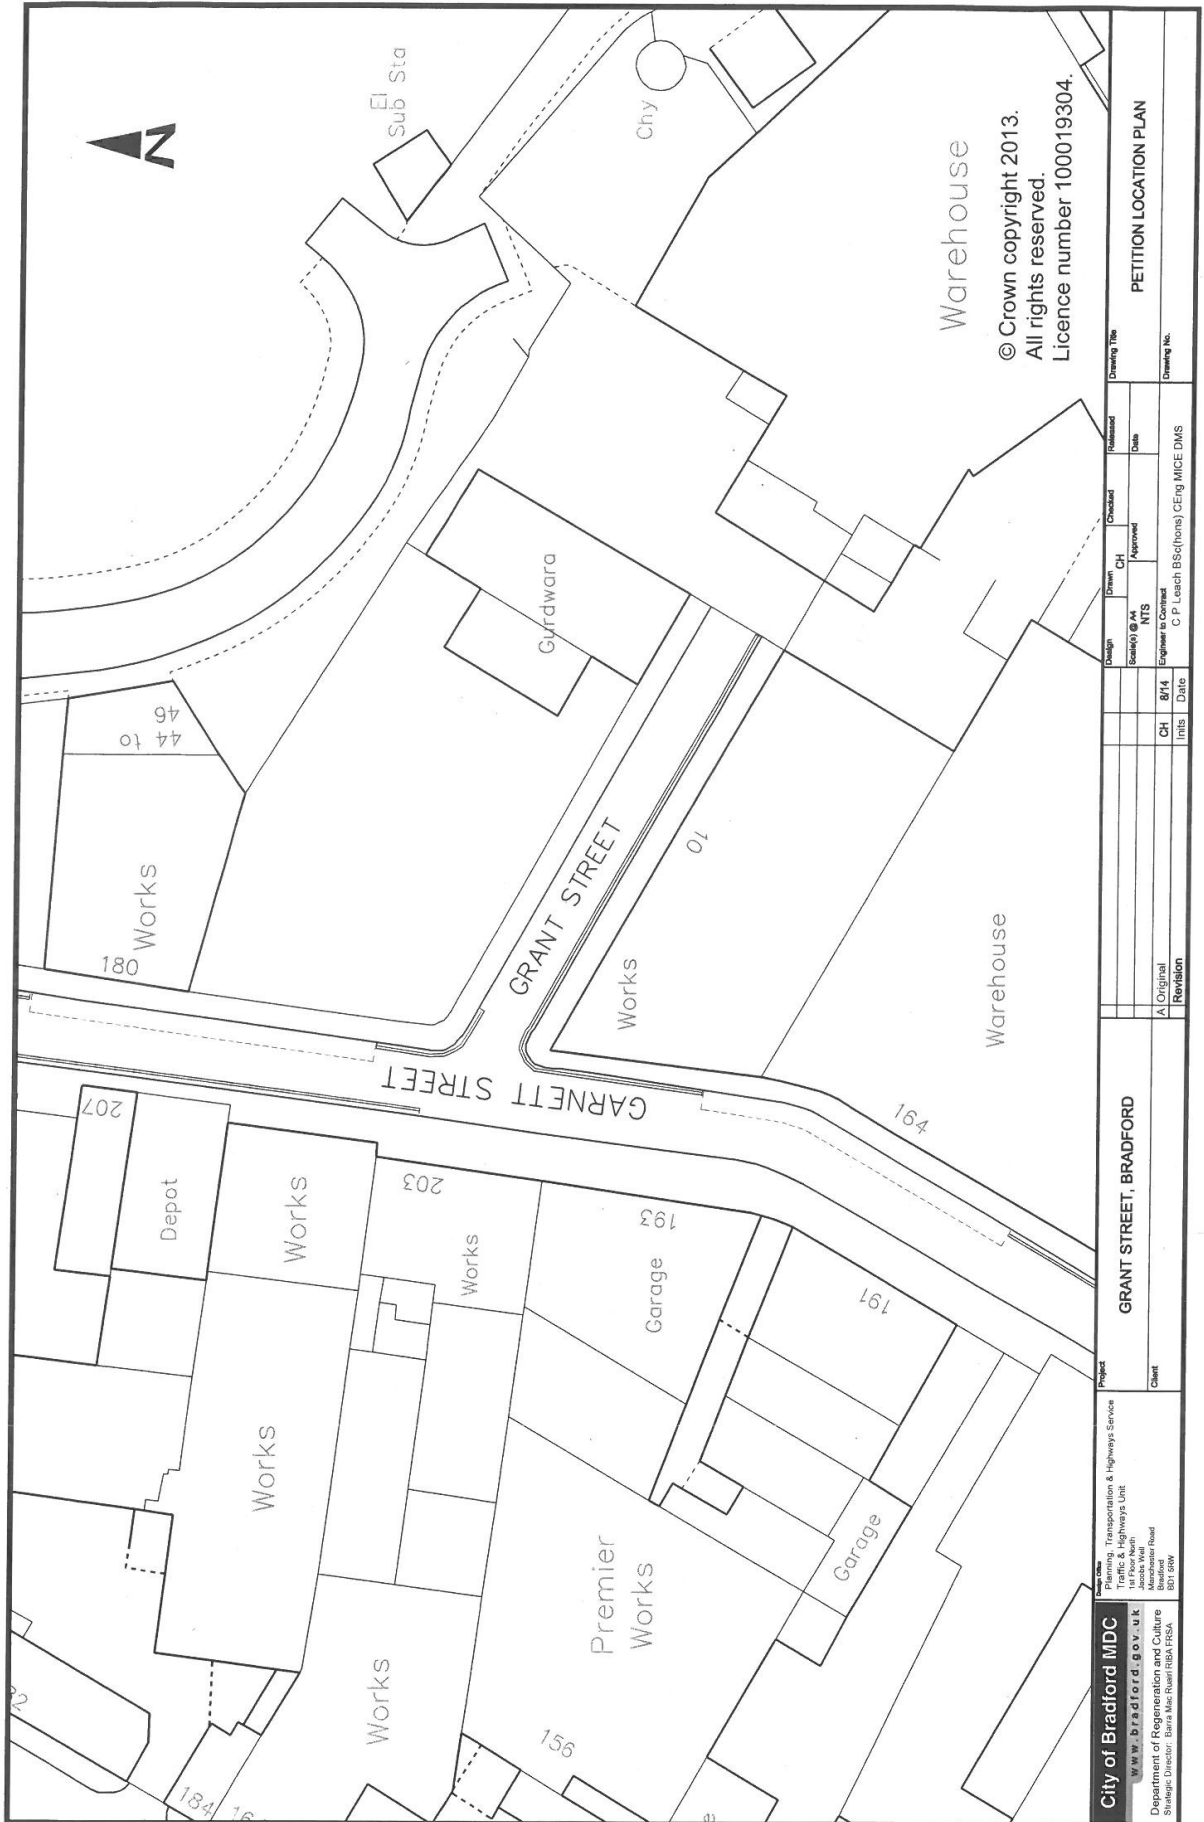 N
El
Sub Sta
Chy
Warehouse
© Crown copyright 2013.
All rights reserved.
Licence number 100019304.
Gurdwara
44 to
46
Works
180
GRANT STREET
10
Works
Warehouse
164
GARNETT STREET
207
Depot
Works
203
Works
193
Garage
191
Works
Premier
Works
Garage
Works
156
184
City of Bradford MDC
www.bradford.gov.uk
Department of Regeneration and Culture
Strategic Director: Barra Mac Ruairi RIBA FRSA
Design Office
Planning, Transportation & Highways Service
Traffic & Highways Unit
1st Floor North
Jacobs Well
Manchester Road
Bradford
BD1 5RW
Project
GRANT STREET, BRADFORD
Client
A Original CH 8/14
Revision Inits Date
Design Drawn Checked Released
CH
Scale(s) @ A4 Approved Date
NTS
Engineer to Contract
C P Leach BSc(hons) CEng MICE DMS
Drawing Title
PETITION LOCATION PLAN
Drawing No.